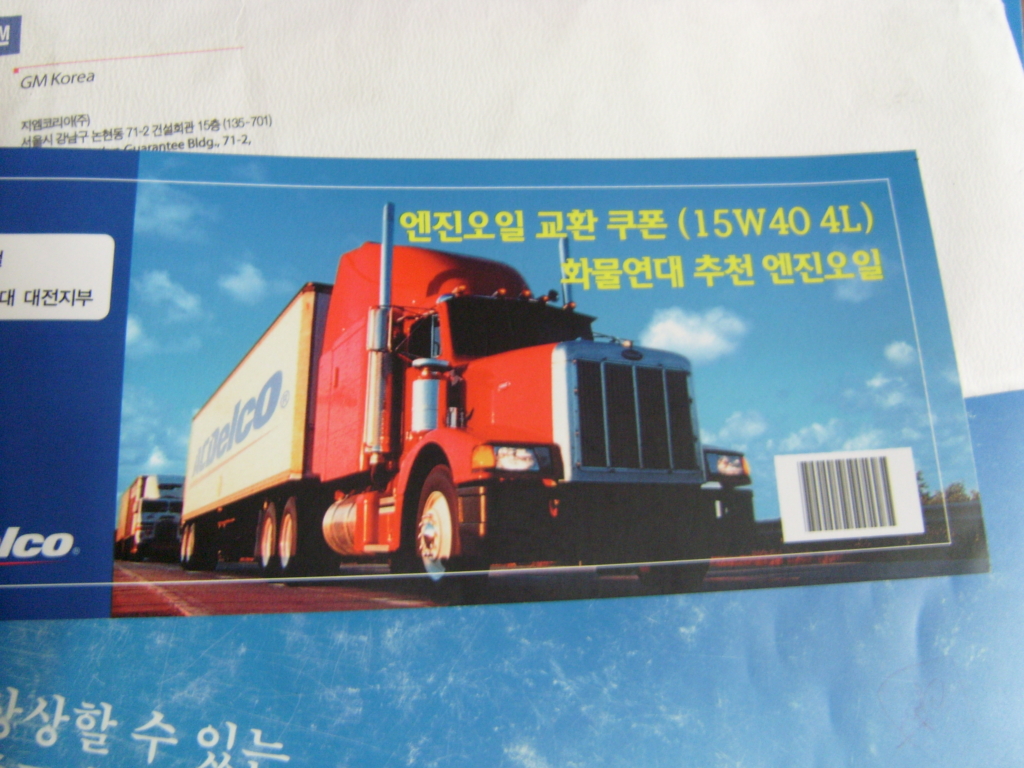 GM Korea
지엠코리아(주)
서울시 강남구 논현동 71-2 건설회관 15층 (135-701)
Guarantee Bldg., 71-2,
엔진오일 교환 쿠폰 (15W40 4L)
화물연대 추천 엔진오일
대전지부
상상할 수 있는